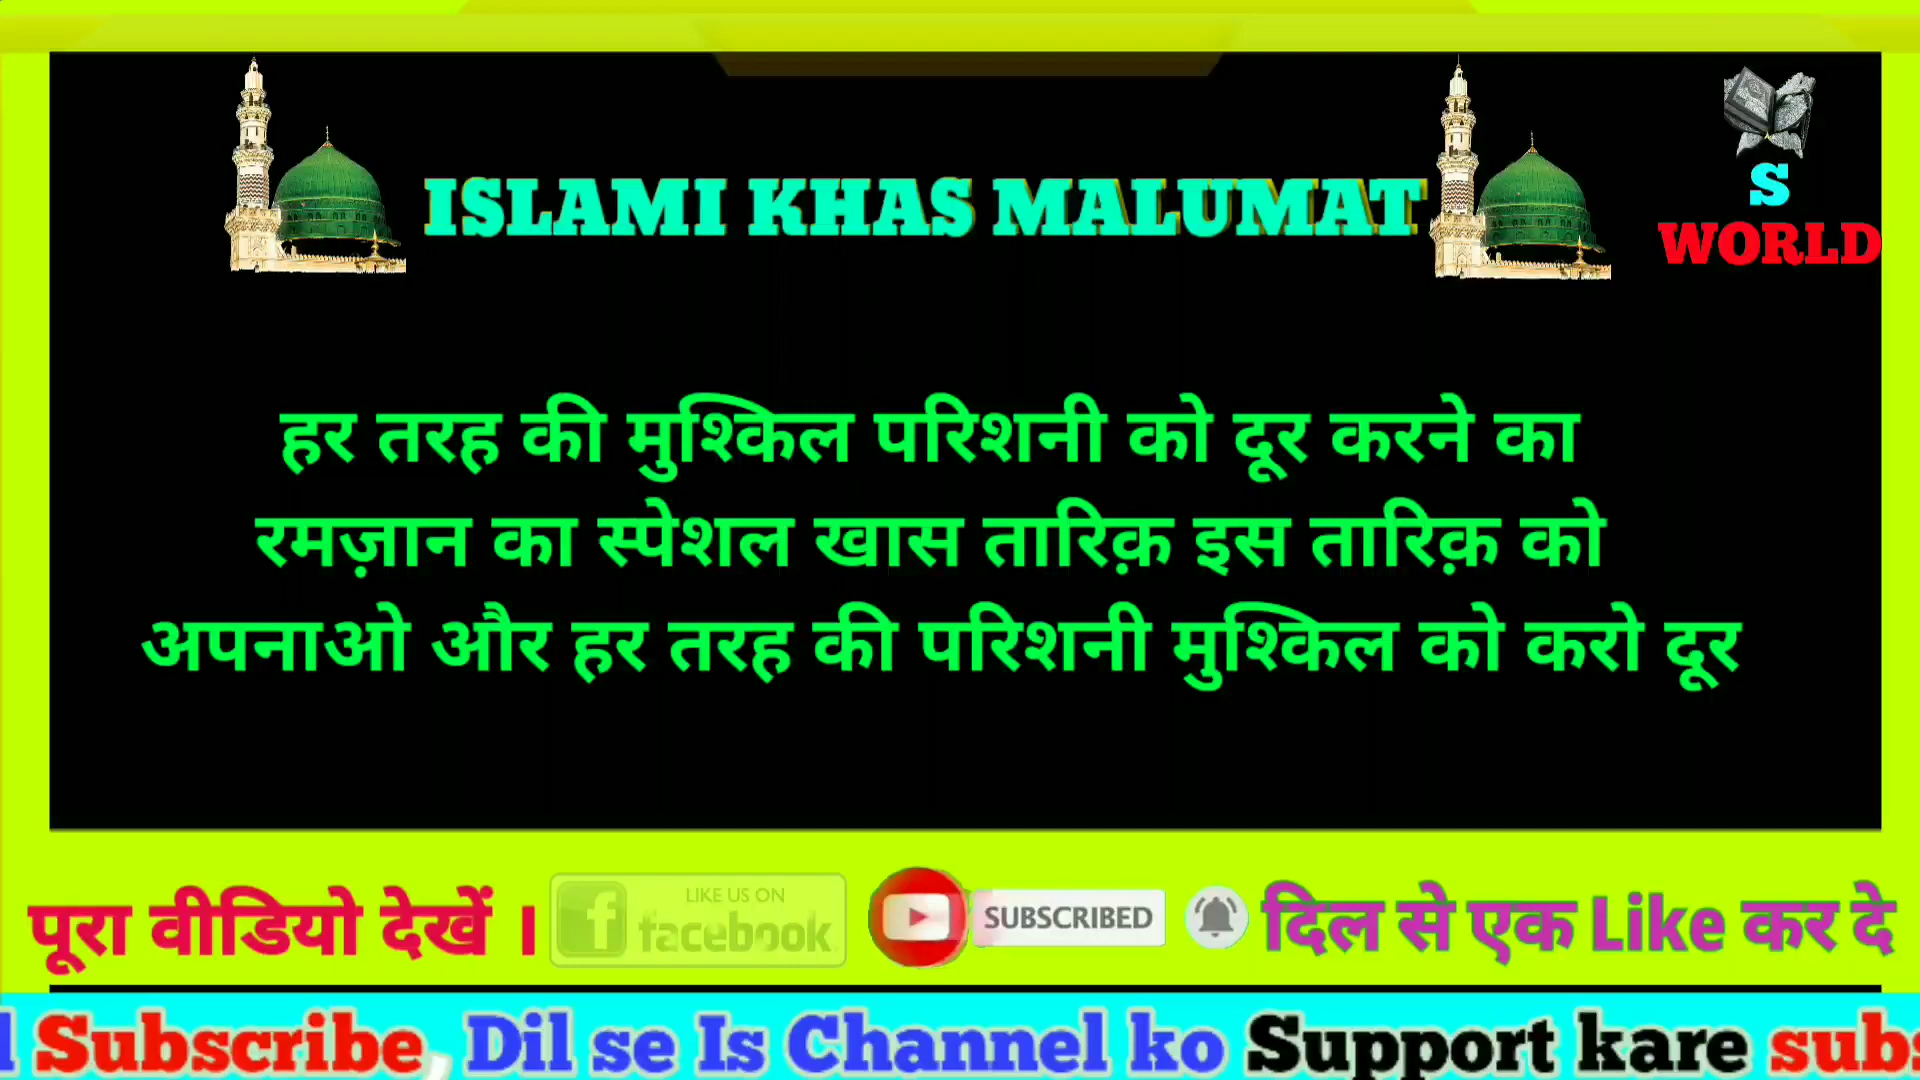 ISLAMI KHAS MALUMAT
S
WORLD
हर तरह की मुश्किल परिशनी को दूर करने का
रमज़ान का स्पेशल खास तारिक़ इस तारिक़ को
अपनाओ और हर तरह की परिशनी मुश्किल को करो दूर
पूरा वीडियो देखें ।
LIKE US ON
facebook
SUBSCRIBED
दिल से एक Like कर दे
Subscribe, Dil se Is Channel ko Support kare subs